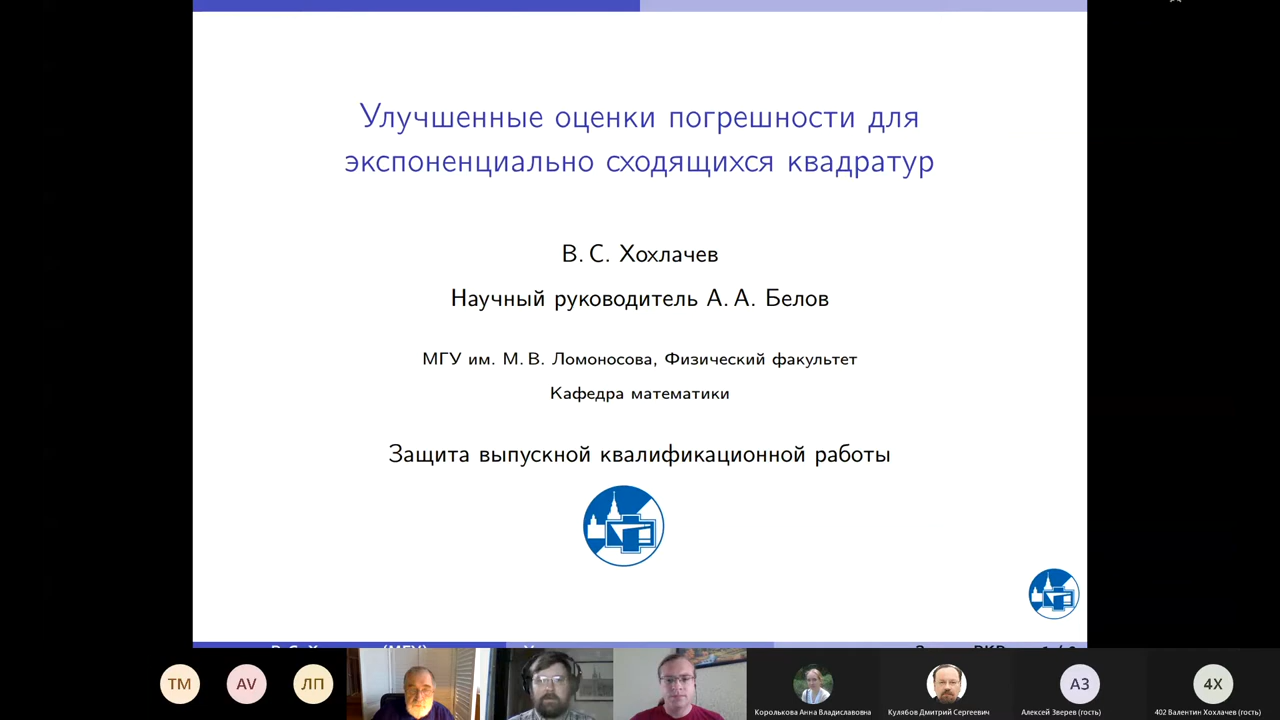 Улучшенные оценки погрешности для
экспоненциально сходящихся квадратур
В. С. Хохлачев
Научный руководитель А. А. Белов
МГУ им. М. В. Ломоносова, Физический факультет
Кафедра математики
Защита выпускной квалификационной работы
ТМ
AV
ЛП
АЗ
4X
Королькова Анна Владиславовна
Кулябов Дмитрий Сергеевич
Алексей Зверев (гость)
402 Валентин Хохлачев (гость)